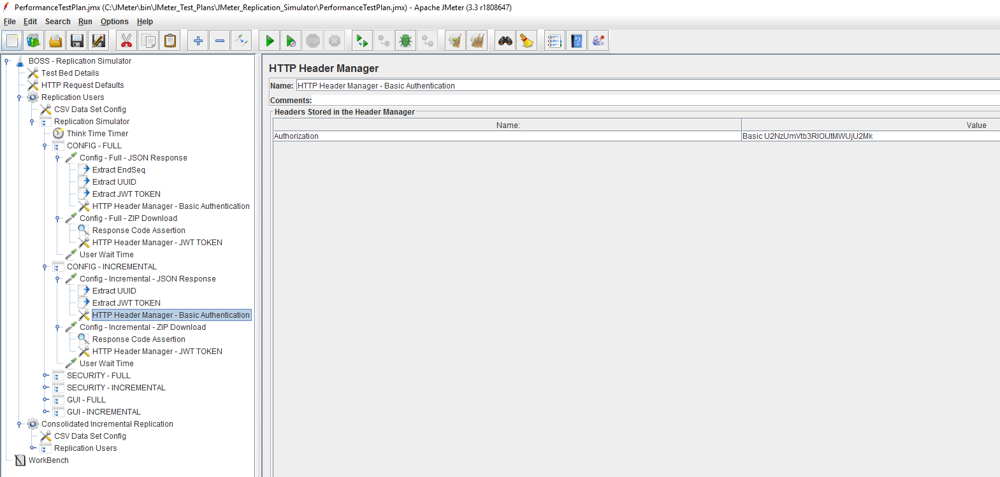 PerformanceTestPlan.jmx (C:\JMeter\bin\JMeter_Test_Plans\JMeter_Replication_Simulator\PerformanceTestPlan.jmx) - Apache JMeter (3.3 r1808647)
File Edit Search Run Options Help
STOP
BOSS - Replication Simulator
Test Bed Details
HTTP Request Defaults
Replication Users
CSV Data Set Config
Replication Simulator
Think Time Timer
CONFIG - FULL
Config - Full - JSON Response
Extract EndSeq
Extract UUID
Extract JWT TOKEN
HTTP Header Manager - Basic Authentication
Config - Full - ZIP Download
Response Code Assertion
HTTP Header Manager - JWT TOKEN
User Wait Time
CONFIG - INCREMENTAL
Config - Incremental - JSON Response
Extract UUID
Extract JWT TOKEN
HTTP Header Manager - Basic Authentication
Config - Incremental - ZIP Download
Response Code Assertion
HTTP Header Manager - JWT TOKEN
User Wait Time
SECURITY - FULL
SECURITY - INCREMENTAL
GUI - FULL
GUI - INCREMENTAL
Consolidated Incremental Replication
CSV Data Set Config
Replication Users
WorkBench
HTTP Header Manager
Name: HTTP Header Manager - Basic Authentication
Comments:
Headers Stored in the Header Manager
Name: Value
Authorization Basic